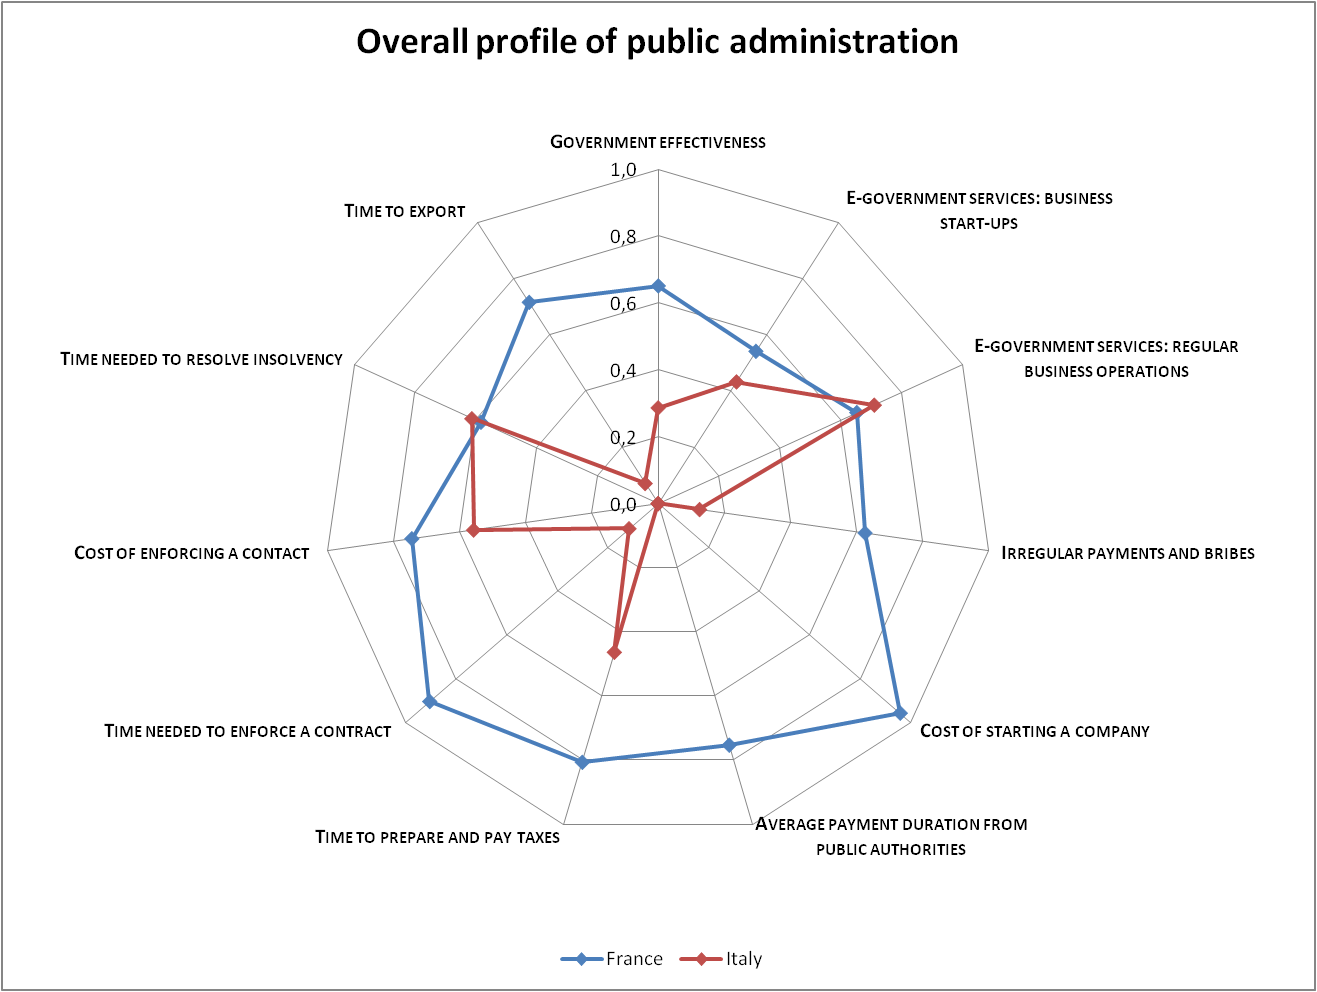 Overall profile of public administration
GOVERNMENT EFFECTIVENESS
1,0
0,8
0,6
0,4
0,2
0,0
E-GOVERNMENT SERVICES: BUSINESS
START-UPS
E-GOVERNMENT SERVICES: REGULAR
BUSINESS OPERATIONS
IRREGULAR PAYMENTS AND BRIBES
COST OF STARTING A COMPANY
AVERAGE PAYMENT DURATION FROM
PUBLIC AUTHORITIES
TIME TO PREPARE AND PAY TAXES
TIME NEEDED TO ENFORCE A CONTRACT
COST OF ENFORCING A CONTACT
TIME NEEDED TO RESOLVE INSOLVENCY
TIME TO EXPORT
France
Italy